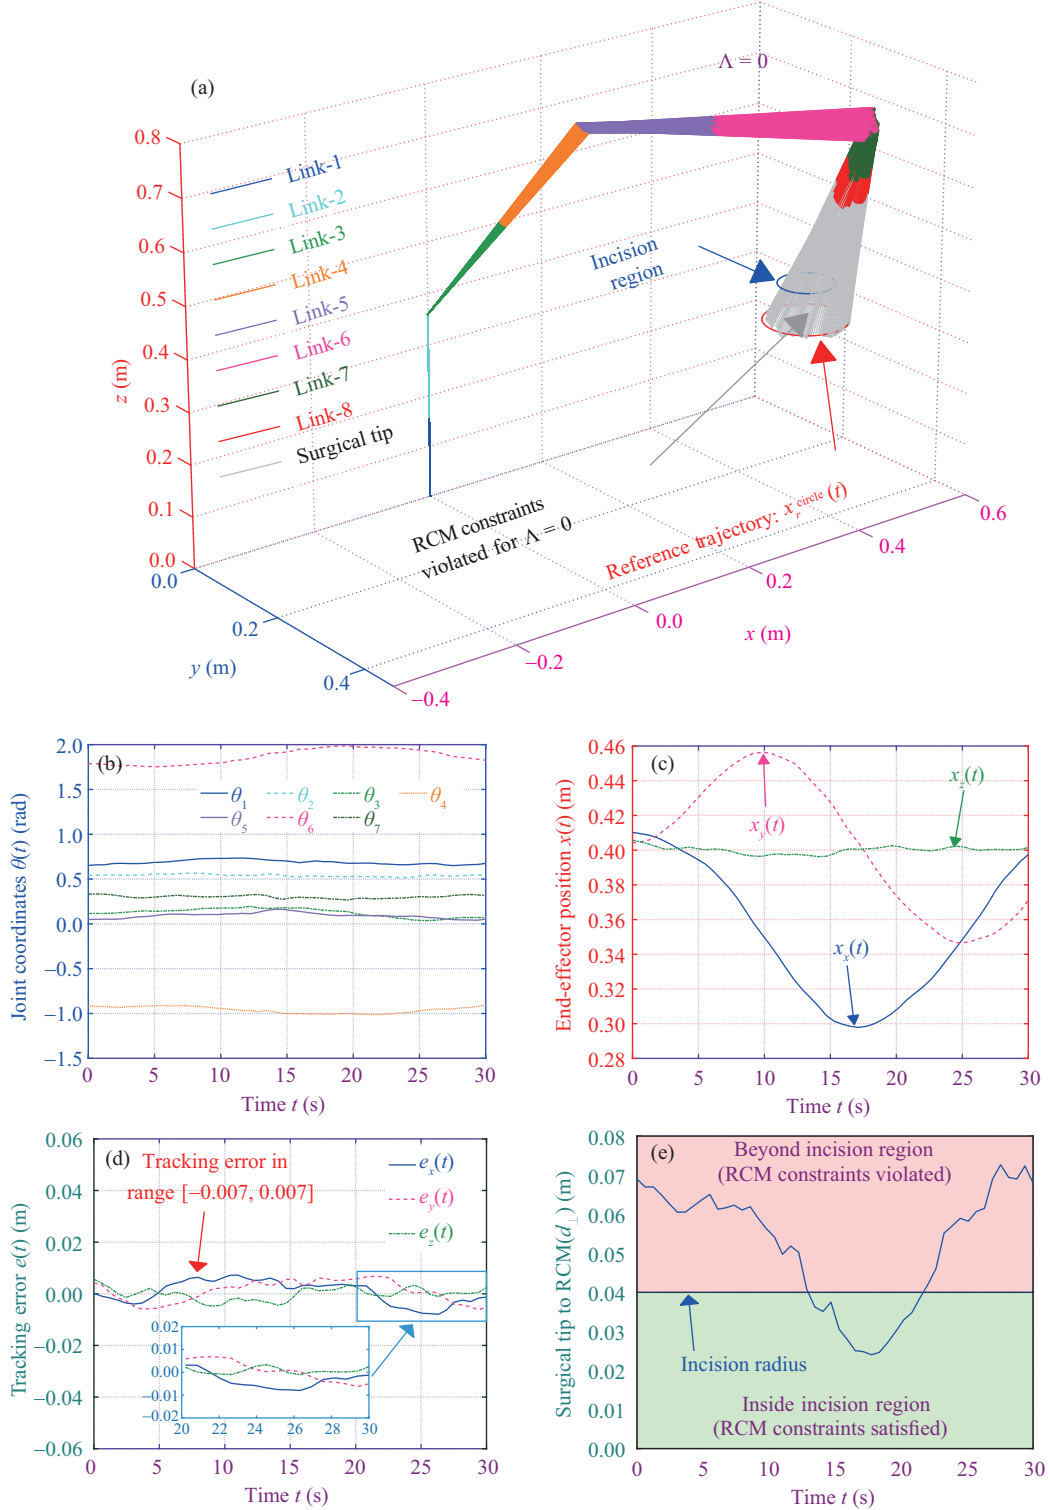 (a)
Λ = 0
0.8
0.7
0.6
0.5
0.4
0.3
0.2
0.1
0.0
z (m)
Link-1
Link-2
Link-3
Link-4
Link-5
Link-6
Link-7
Link-8
Surgical tip
Incision
region
RCM constraints
violated for Λ = 0
Reference trajectory: x_r^circle (t)
0.0
0.2
0.4
y (m)
−0.4
−0.2
0.0
0.2
0.4
0.6
x (m)
(b)
2.0
1.5
1.0
0.5
0.0
−0.5
−1.0
−1.5
Joint coordinates θ(t) (rad)
θ₁ θ₂ θ₃ θ₄
θ₅ θ₆ θ₇
0 5 10 15 20 25 30
Time t (s)
(c)
0.46
0.44
0.42
0.40
0.38
0.36
0.34
0.32
0.30
0.28
End-effector position x(t) (m)
x_z(t)
x_y(t)
x_x(t)
0 5 10 15 20 25 30
Time t (s)
(d)
0.06
0.04
0.02
0.00
−0.02
−0.04
−0.06
Tracking error e(t) (m)
Tracking error in
range [−0.007, 0.007]
e_x(t)
e_y(t)
e_z(t)
0.02
0.01
0.00
−0.01
−0.02
20 22 24 26 28 30
0 5 10 15 20 25 30
Time t (s)
(e)
0.08
0.07
0.06
0.05
0.04
0.03
0.02
0.01
0.00
Surgical tip to RCM(d_⊥) (m)
Beyond incision region
(RCM constraints violated)
Incision radius
Inside incision region
(RCM constraints satisfied)
0 5 10 15 20 25 30
Time t (s)